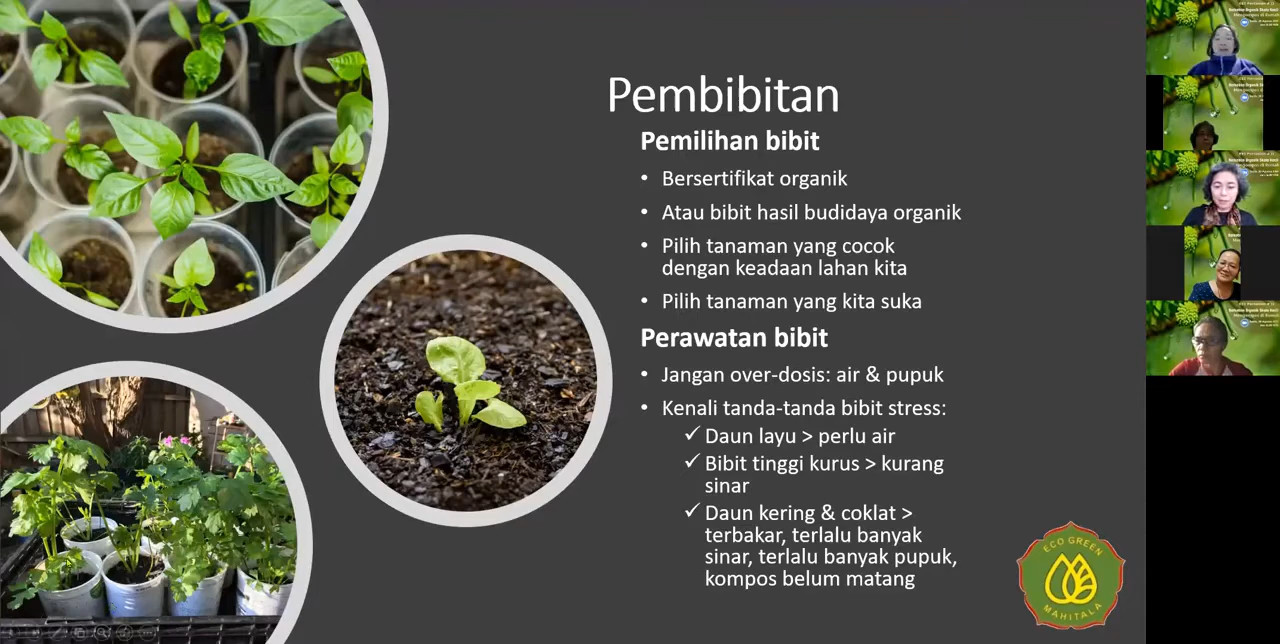 Pembibitan
Pemilihan bibit
• Bersertifikat organik
• Atau bibit hasil budidaya organik
• Pilih tanaman yang cocok
dengan keadaan lahan kita
• Pilih tanaman yang kita suka
Perawatan bibit
• Jangan over-dosis: air & pupuk
• Kenali tanda-tanda bibit stress:
✓ Daun layu > perlu air
✓ Bibit tinggi kurus > kurang
sinar
✓ Daun kering & coklat >
terbakar, terlalu banyak
sinar, terlalu banyak pupuk,
kompos belum matang
ECO GREEN
MAHITALA